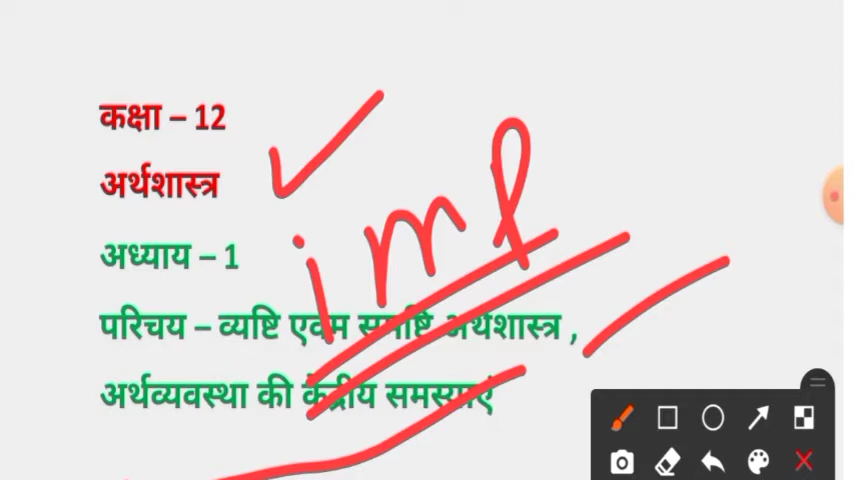 कक्षा – 12
अर्थशास्त्र
अध्याय – 1
परिचय – व्यष्टि एवम समष्टि अर्थशास्त्र ,
अर्थव्यवस्था की केंद्रीय समस्याएं
imp